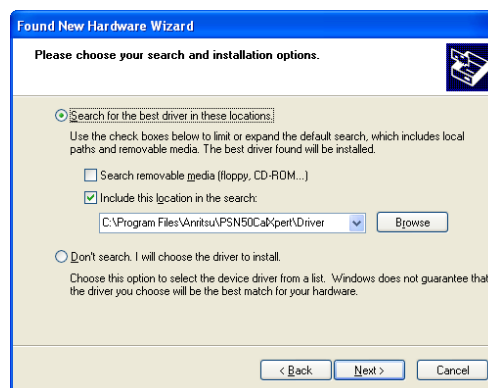 Found New Hardware Wizard
Please choose your search and installation options.
Search for the best driver in these locations.
Use the check boxes below to limit or expand the default search, which includes local
paths and removable media. The best driver found will be installed.
Search removable media (floppy, CD-ROM...)
Include this location in the search:
C:\Program Files\Anritsu\PSN50CalXpert\Driver
Browse
Don't search. I will choose the driver to install.
Choose this option to select the device driver from a list. Windows does not guarantee that
the driver you choose will be the best match for your hardware.
< Back
Next >
Cancel